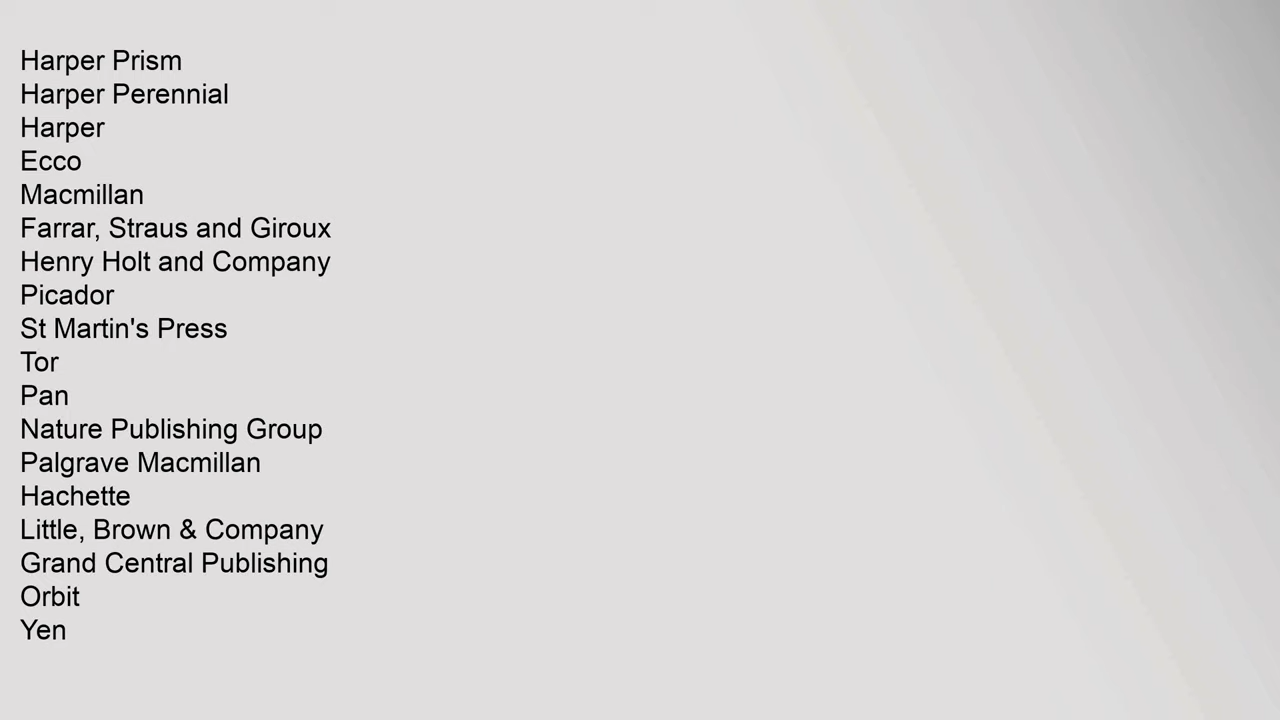 Harper Prism
Harper Perennial
Harper
Ecco
Macmillan
Farrar, Straus and Giroux
Henry Holt and Company
Picador
St Martin's Press
Tor
Pan
Nature Publishing Group
Palgrave Macmillan
Hachette
Little, Brown & Company
Grand Central Publishing
Orbit
Yen